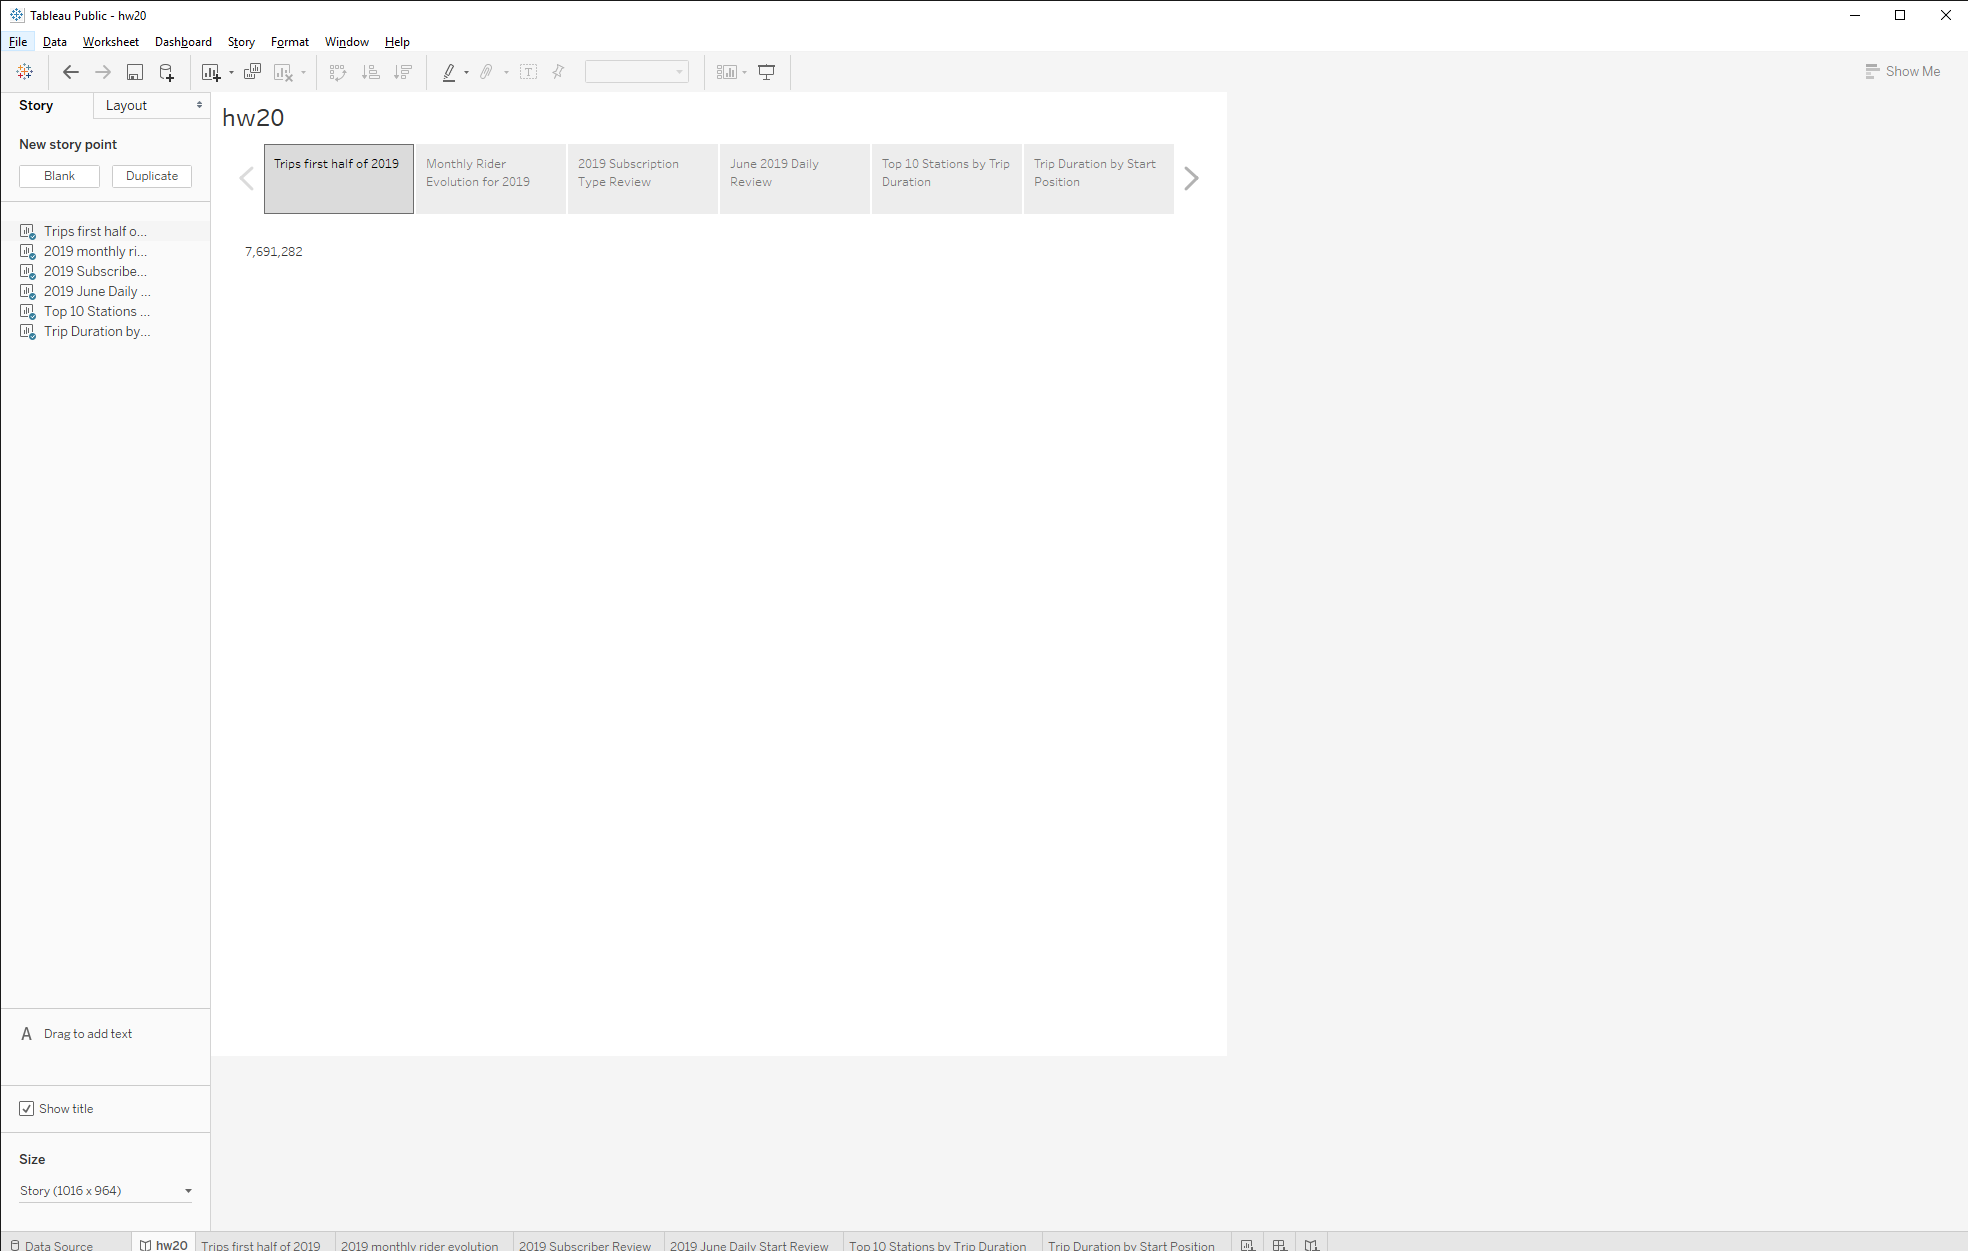 Tableau Public - hw20
File Data Worksheet Dashboard Story Format Window Help
Show Me
Story Layout
New story point
Blank Duplicate
Trips first half o...
2019 monthly ri...
2019 Subscribe...
2019 June Daily ...
Top 10 Stations ...
Trip Duration by...
A Drag to add text
Show title
Size
Story (1016 x 964)
hw20
Trips first half of 2019
Monthly Rider
Evolution for 2019
2019 Subscription
Type Review
June 2019 Daily
Review
Top 10 Stations by Trip
Duration
Trip Duration by Start
Position
7,691,282
Data Source hw20 Trips first half of 2019 2019 monthly rider evolution 2019 Subscriber Review 2019 June Daily Start Review Top 10 Stations by Trip Duration Trip Duration by Start Position